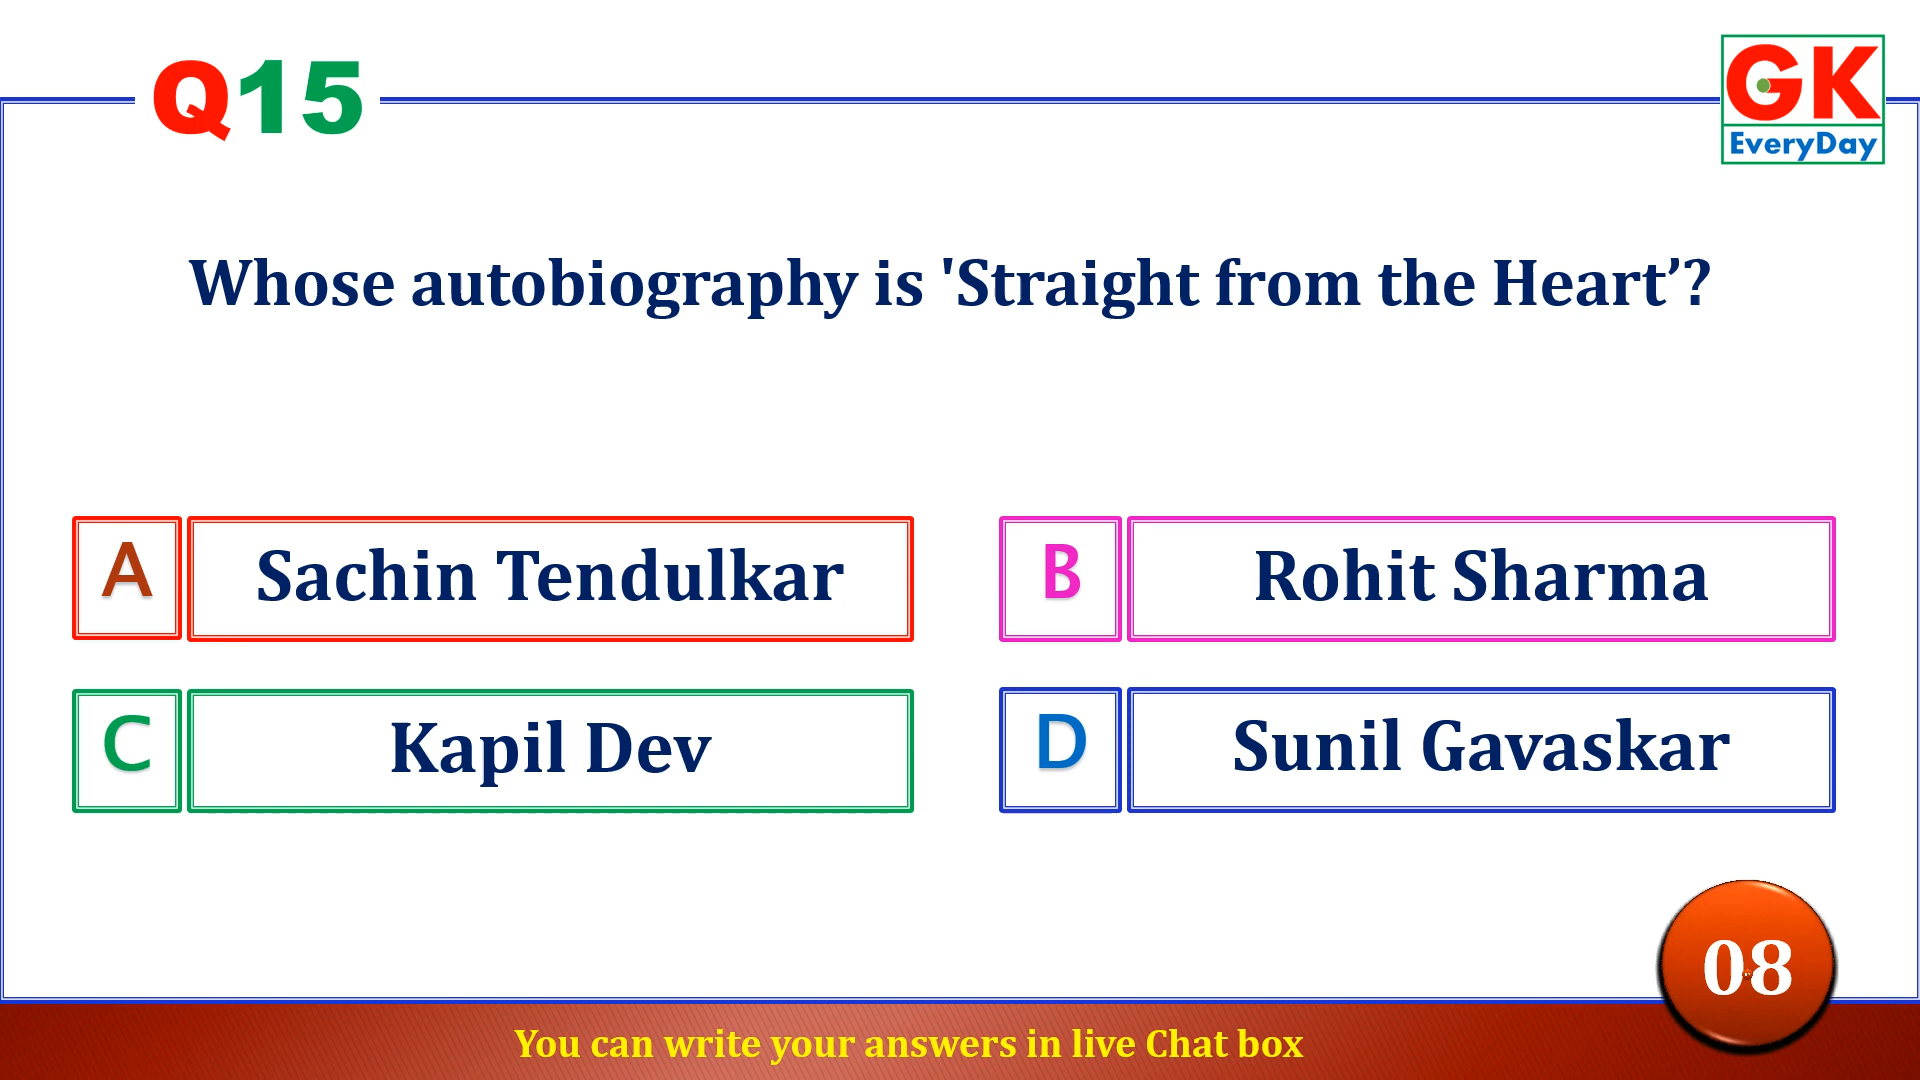 Q15
GK
EveryDay
Whose autobiography is 'Straight from the Heart’?
A Sachin Tendulkar
B Rohit Sharma
C Kapil Dev
D Sunil Gavaskar
08
You can write your answers in live Chat box